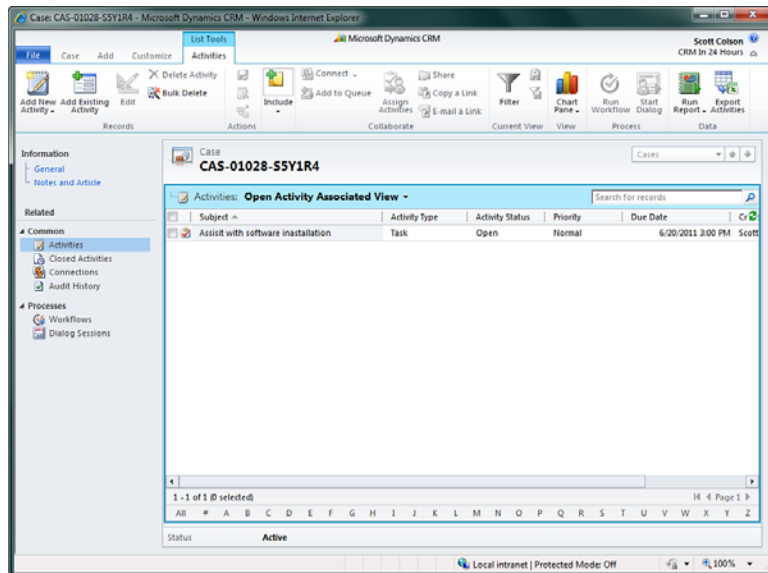 Case: CAS-01028-S5Y1R4 - Microsoft Dynamics CRM - Windows Internet Explorer
List Tools
Microsoft Dynamics CRM
Scott Colson
CRM In 24 Hours
File Case Add Customize Activities
Add New Activity
Add Existing Activity
Edit
Delete Activity
Bulk Delete
Include
Connect
Add to Queue
Assign Activities
Share
Copy a Link
E-mail a Link
Filter
Chart Pane
Run Workflow
Start Dialog
Run Report
Export Activities
Records Actions Collaborate Current View View Process Data
Information
General
Notes and Article
Related
Common
Activities
Closed Activities
Connections
Audit History
Processes
Workflows
Dialog Sessions
Case
CAS-01028-S5Y1R4
Cases
Activities: Open Activity Associated View
Search for records
Subject Activity Type Activity Status Priority Due Date Cr
Assisit with software inastallation Task Open Normal 6/20/2011 3:00 PM Scott
1 - 1 of 1 (0 selected) Page 1
All # A B C D E F G H I J K L M N O P Q R S T U V W X Y Z
Status Active
Local intranet | Protected Mode: Off 100%